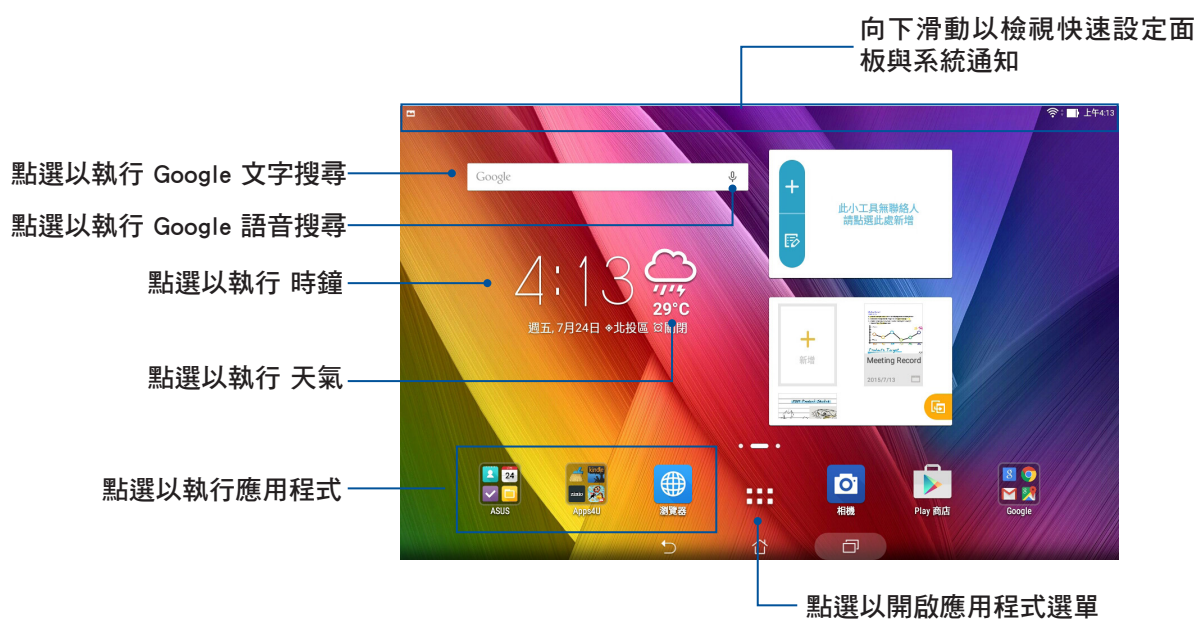 向下滑動以檢視快速設定面
板與系統通知
上午4:13
點選以執行 Google 文字搜尋
Google
點選以執行 Google 語音搜尋
此小工具無聯絡人
請點選此處新增
點選以執行 時鐘
4:13
29°C
週五, 7月24日 北投區 關閉
新增
Meeting Record
2015/7/13
點選以執行 天氣
點選以執行應用程式
24
kindle
zinio
ASUS
Apps4U
瀏覽器
相機
Play 商店
Google
點選以開啟應用程式選單